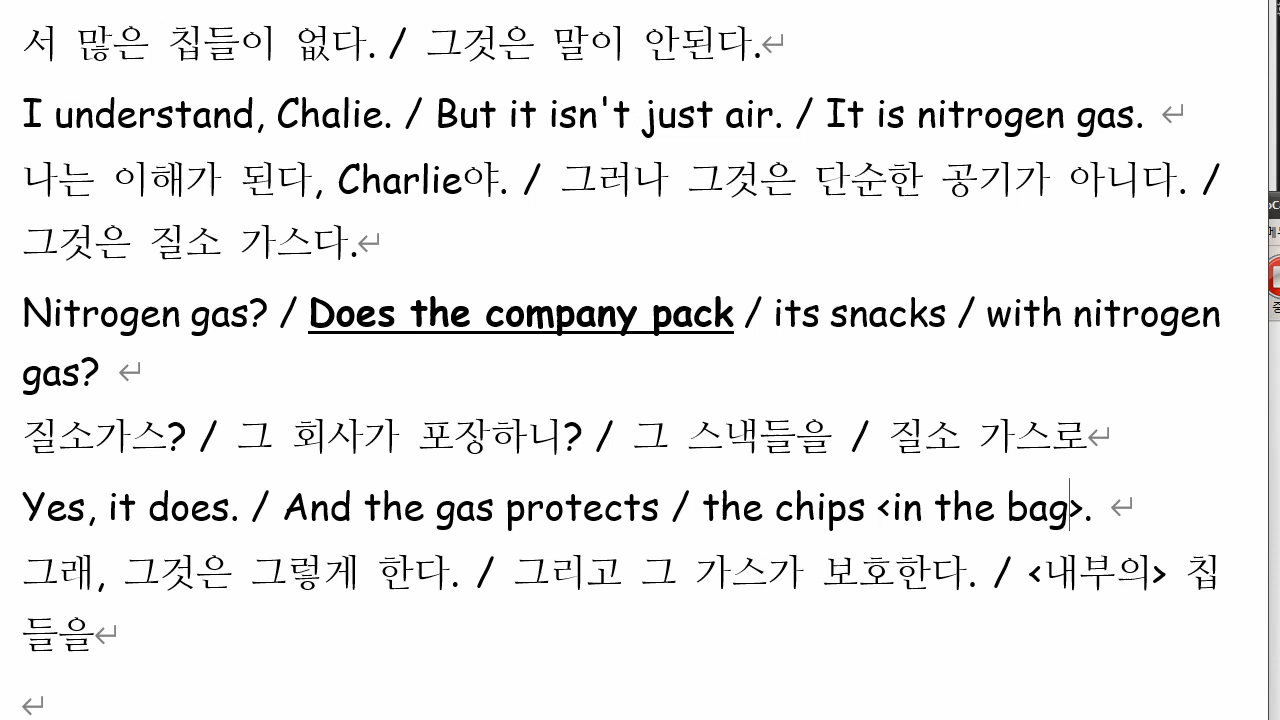 서 많은 칩들이 없다. / 그것은 말이 안된다.↵
I understand, Chalie. / But it isn't just air. / It is nitrogen gas. ↵
나는 이해가 된다, Charlie야. / 그러나 그것은 단순한 공기가 아니다. /
그것은 질소 가스다.↵
Nitrogen gas? / Does the company pack / its snacks / with nitrogen
gas? ↵
질소가스? / 그 회사가 포장하니? / 그 스낵들을 / 질소 가스로↵
Yes, it does. / And the gas protects / the chips <in the bag>. ↵
그래, 그것은 그렇게 한다. / 그리고 그 가스가 보호한다. / <내부의> 칩
들을↵
↵